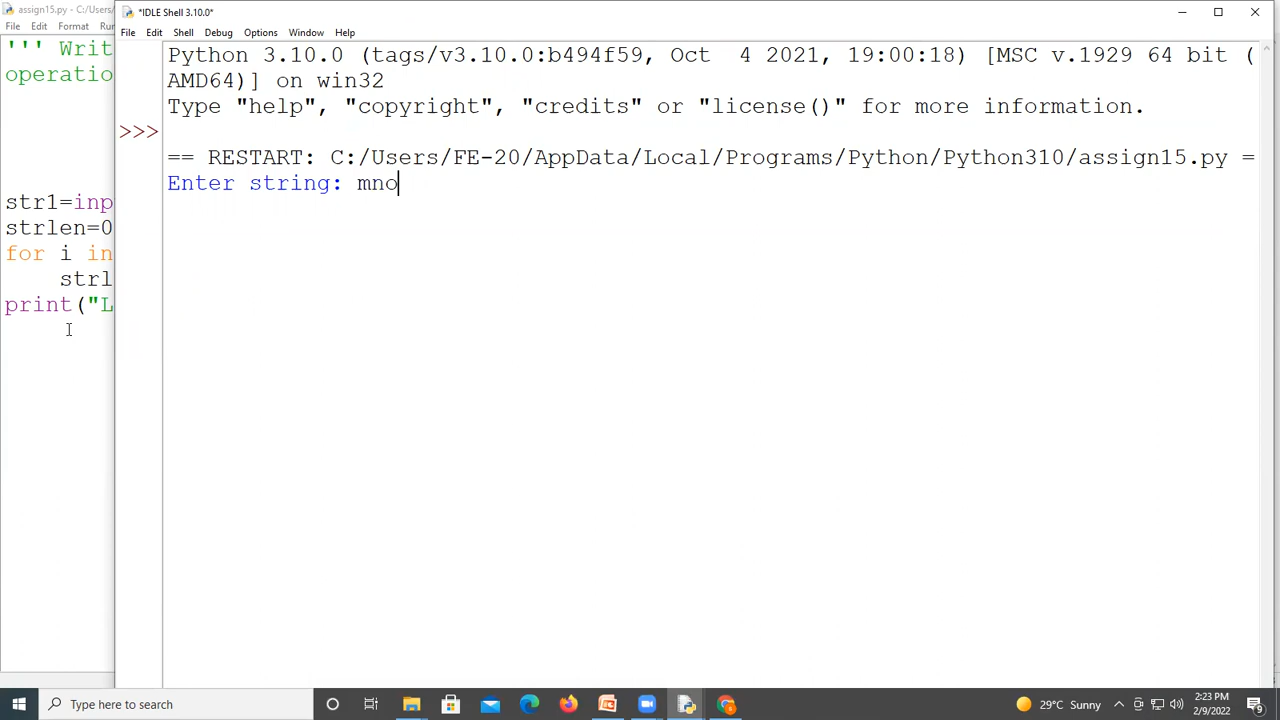 assign15.py - C:/Users/
File Edit Format Run
''' Writ
operatio
str1=inp
strlen=0
for i in
strl
print("L
*IDLE Shell 3.10.0*
File Edit Shell Debug Options Window Help
Python 3.10.0 (tags/v3.10.0:b494f59, Oct  4 2021, 19:00:18) [MSC v.1929 64 bit (
AMD64)] on win32
Type "help", "copyright", "credits" or "license()" for more information.
>>>
== RESTART: C:/Users/FE-20/AppData/Local/Programs/Python/Python310/assign15.py =
Enter string: mno
Type here to search
29°C Sunny
2:23 PM
2/9/2022
9